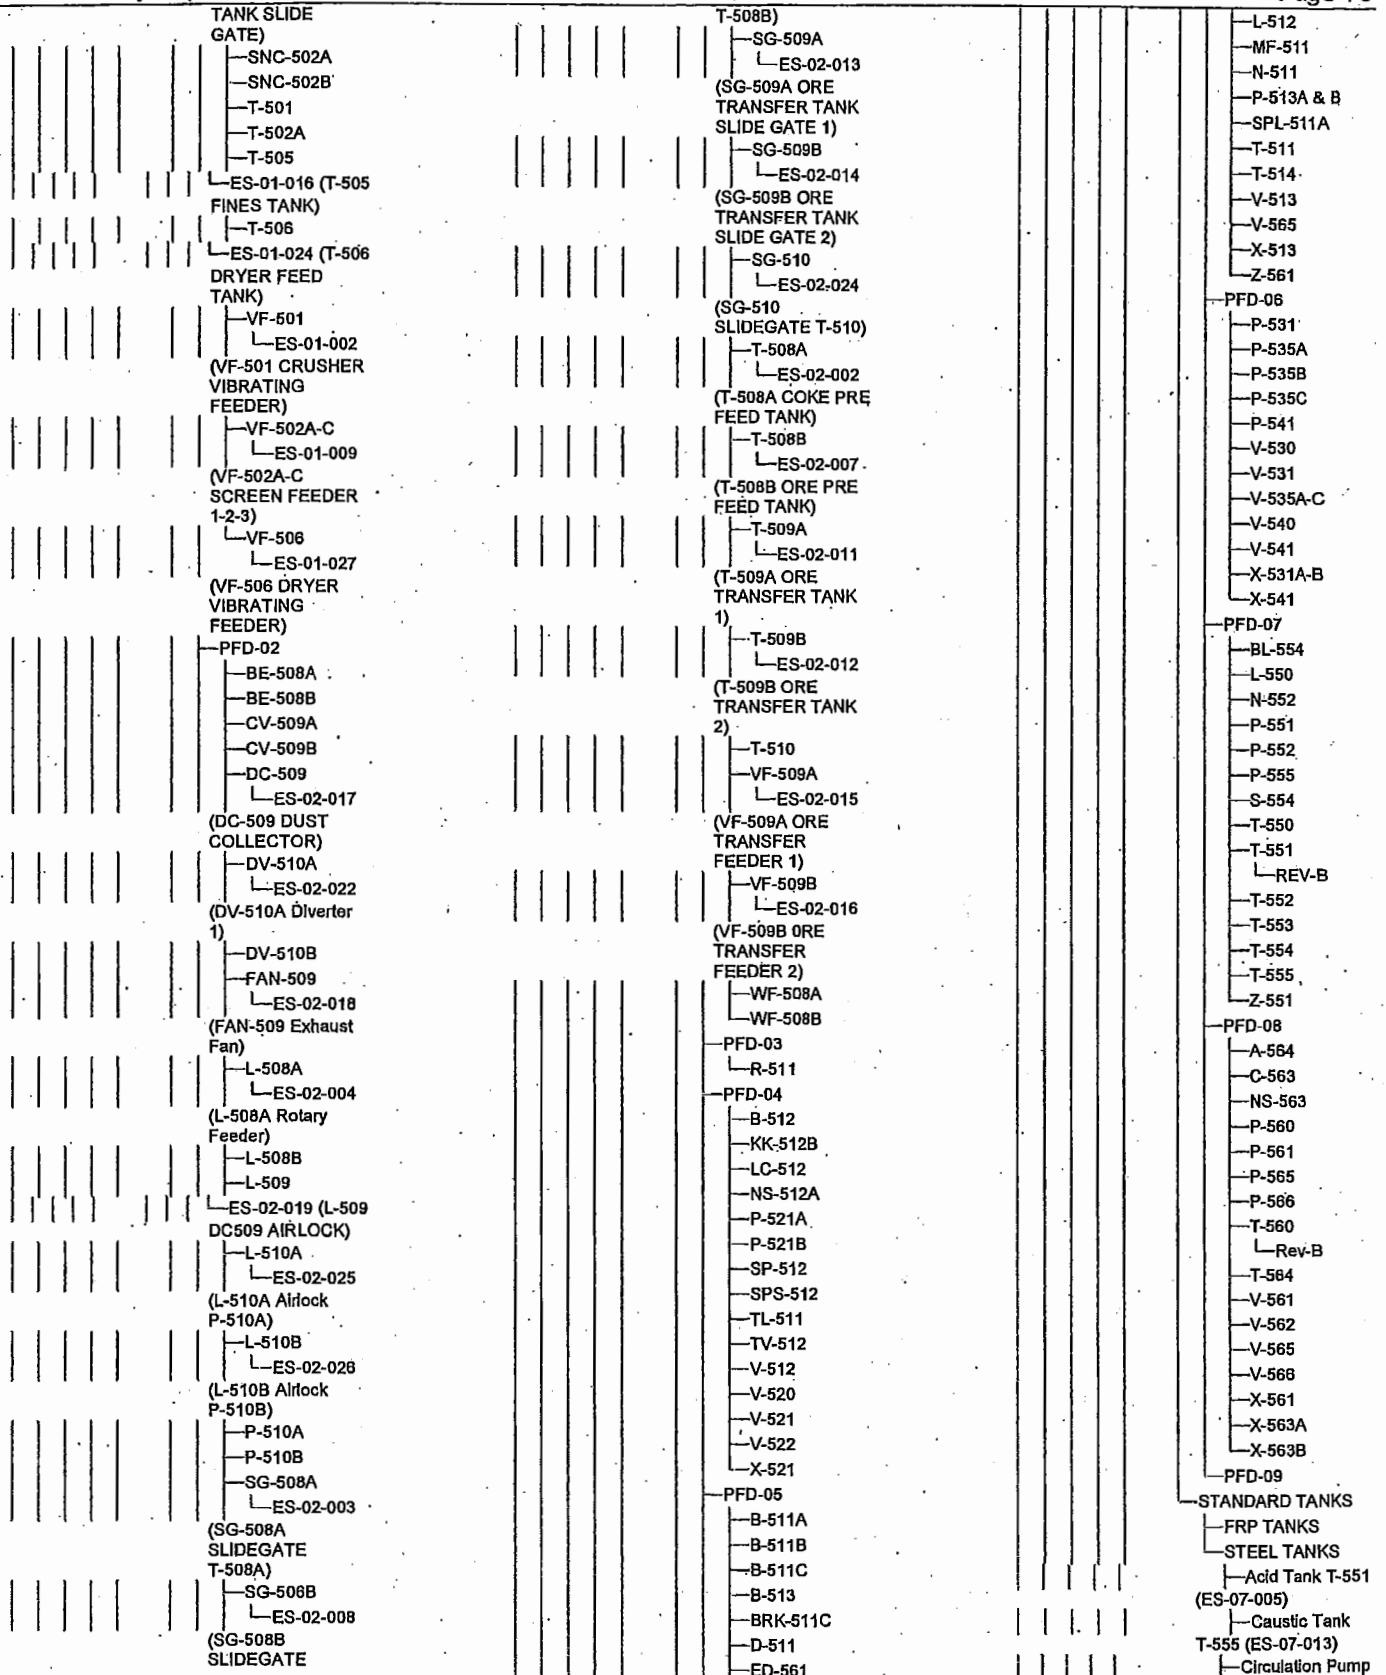 TANK SLIDE
GATE)
SNC-502A
SNC-502B
T-501
T-502A
T-505
ES-01-016 (T-505
FINES TANK)
T-506
ES-01-024 (T-506
DRYER FEED
TANK)
VF-501
ES-01-002
(VF-501 CRUSHER
VIBRATING
FEEDER)
VF-502A-C
ES-01-009
(VF-502A-C
SCREEN FEEDER
1-2-3)
VF-506
ES-01-027
(VF-506 DRYER
VIBRATING
FEEDER)
PFD-02
BE-508A
BE-508B
CV-509A
CV-509B
DC-509
ES-02-017
(DC-509 DUST
COLLECTOR)
DV-510A
ES-02-022
(DV-510A Diverter
1)
DV-510B
FAN-509
ES-02-018
(FAN-509 Exhaust
Fan)
L-508A
ES-02-004
(L-508A Rotary
Feeder)
L-508B
L-509
ES-02-019 (L-509
DC509 AIRLOCK)
L-510A
ES-02-025
(L-510A Airlock
P-510A)
L-510B
ES-02-026
(L-510B Airlock
P-510B)
P-510A
P-510B
SG-508A
ES-02-003
(SG-508A
SLIDEGATE
T-508A)
SG-506B
ES-02-008
(SG-508B
SLIDEGATE
T-508B)
SG-509A
ES-02-013
(SG-509A ORE
TRANSFER TANK
SLIDE GATE 1)
SG-509B
ES-02-014
(SG-509B ORE
TRANSFER TANK
SLIDE GATE 2)
SG-510
ES-02-024
(SG-510
SLIDEGATE T-510)
T-508A
ES-02-002
(T-508A COKE PRE
FEED TANK)
T-508B
ES-02-007
(T-508B ORE PRE
FEED TANK)
T-509A
ES-02-011
(T-509A ORE
TRANSFER TANK
1)
T-509B
ES-02-012
(T-509B ORE
TRANSFER TANK
2)
T-510
VF-509A
ES-02-015
(VF-509A ORE
TRANSFER
FEEDER 1)
VF-509B
ES-02-016
(VF-509B 0RE
TRANSFER
FEEDER 2)
WF-508A
WF-508B
PFD-03
R-511
PFD-04
B-512
KK-512B
LC-512
NS-512A
P-521A
P-521B
SP-512
SPS-512
TL-511
TV-512
V-512
V-520
V-521
V-522
X-521
PFD-05
B-511A
B-511B
B-511C
B-513
BRK-511C
D-511
ED-561
L-512
MF-511
N-511
P-513A & B
SPL-511A
T-511
T-514
V-513
V-565
X-513
Z-561
PFD-06
P-531
P-535A
P-535B
P-535C
P-541
V-530
V-531
V-535A-C
V-540
V-541
X-531A-B
X-541
PFD-07
BL-554
L-550
N-552
P-551
P-552
P-555
S-554
T-550
T-551
REV-B
T-552
T-553
T-554
T-555
Z-551
PFD-08
A-564
C-563
NS-563
P-560
P-561
P-565
P-566
T-560
Rev-B
T-564
V-561
V-562
V-565
V-566
X-561
X-563A
X-563B
PFD-09
STANDARD TANKS
FRP TANKS
STEEL TANKS
Acid Tank T-551
(ES-07-005)
Caustic Tank
T-555 (ES-07-013)
Circulation Pump